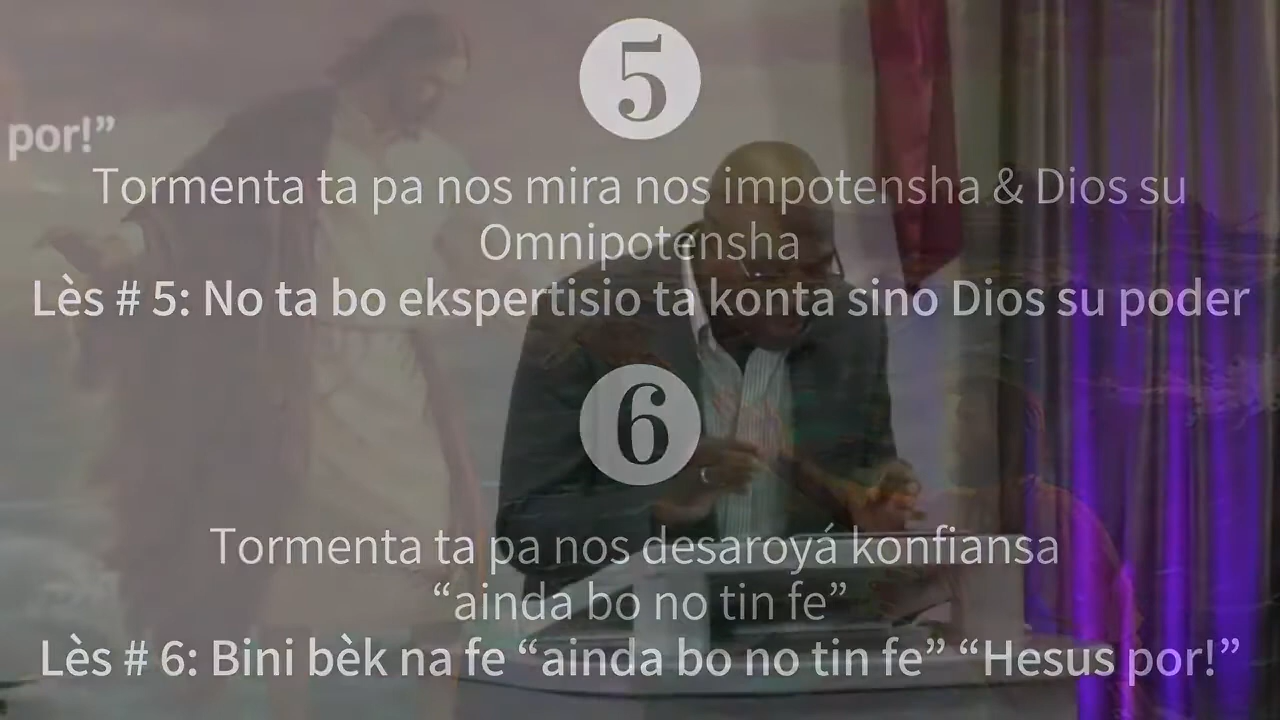 5
por!”
Tormenta ta pa nos mira nos impotensha & Dios su
Omnipotensha
Lès # 5: No ta bo ekspertisio ta konta sino Dios su poder
6
Tormenta ta pa nos desaroyá konfiansa
“ainda bo no tin fe”
Lès # 6: Bini bèk na fe “ainda bo no tin fe” “Hesus por!”